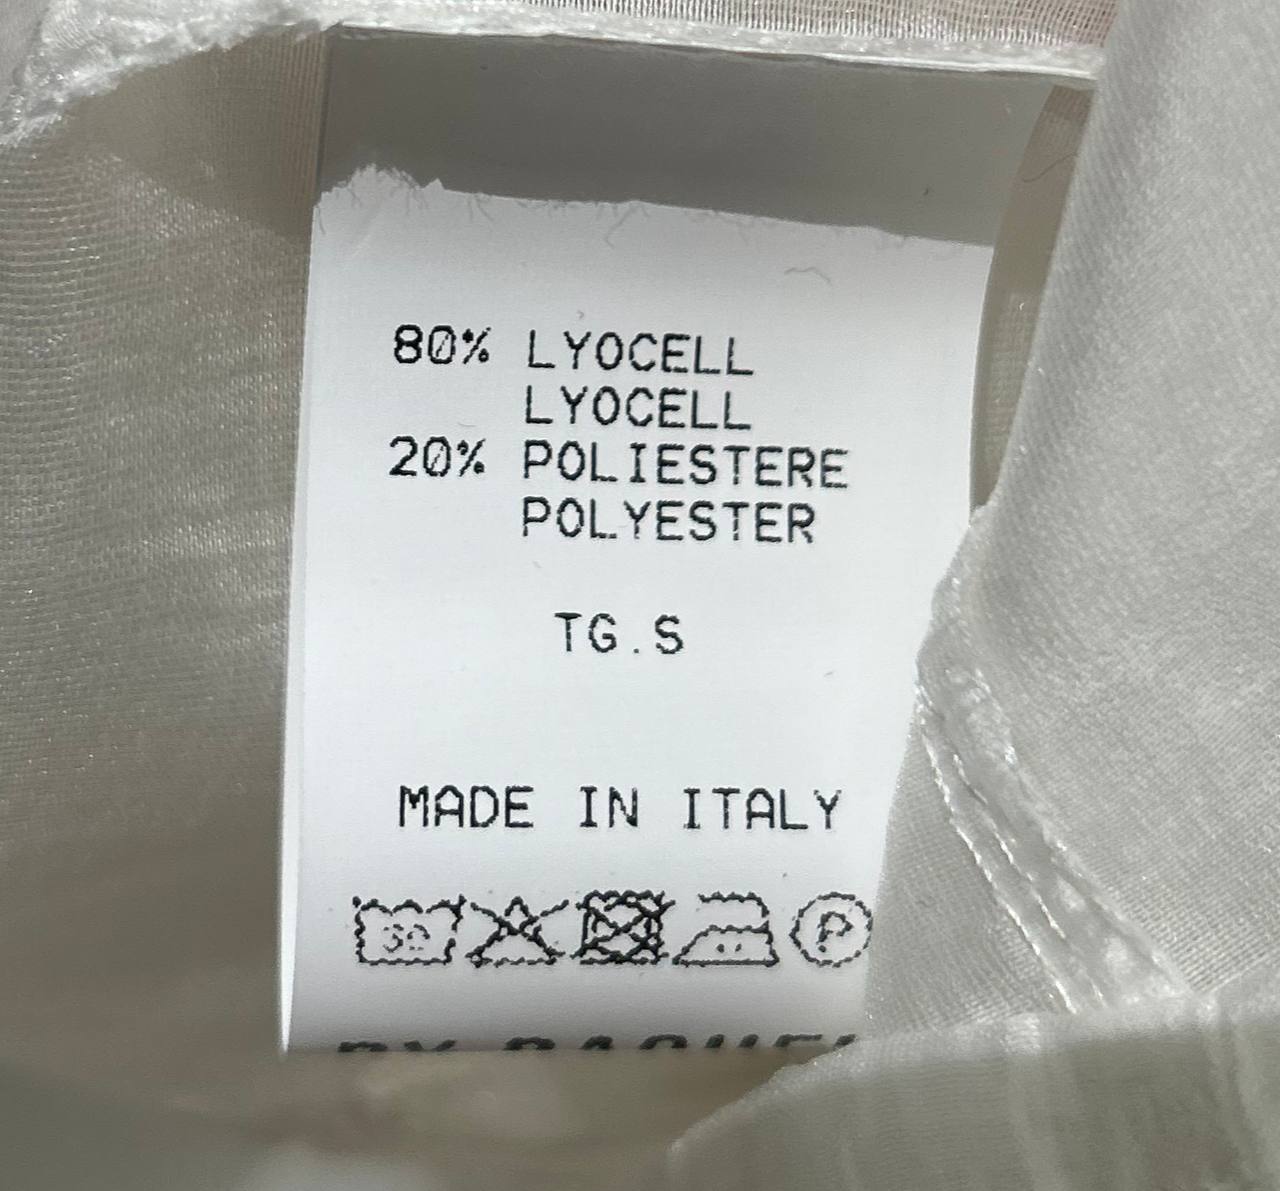 80% LYOCELL
LYOCELL
20% POLIESTERE
POLYESTER
TG.S
MADE IN ITALY
30
P